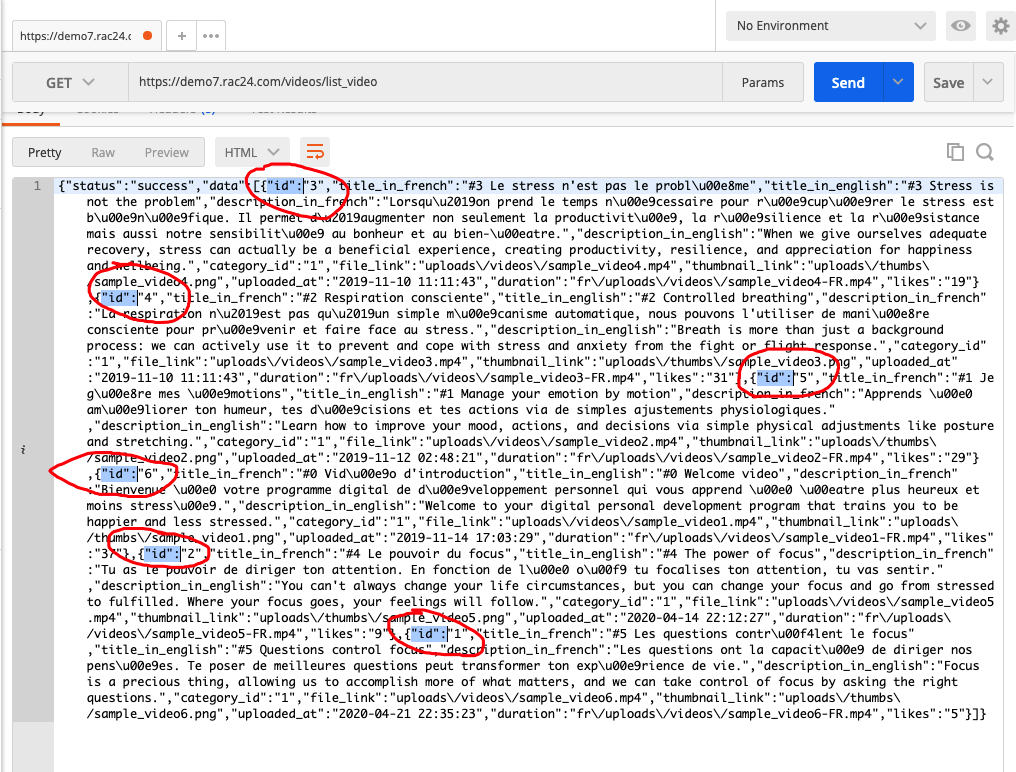 https://demo7.rac24.c
+
No Environment
GET
https://demo7.rac24.com/videos/list_video
Params
Send
Save
Body Cookies Headers Test Results
Pretty
Raw
Preview
HTML
1
{"status":"success","data":[{"id":"3","title_in_french":"#3 Le stress n'est pas le probl\u00e8me","title_in_english":"#3 Stress is
not the problem","description_in_french":"Lorsqu\u2019on prend le temps n\u00e9cessaire pour r\u00e9cup\u00e9rer le stress est
b\u00e9n\u00e9fique. Il permet d\u2019augmenter non seulement la productivit\u00e9, la r\u00e9silience et la r\u00e9sistance
mais aussi notre sensibilit\u00e9 au bonheur et au bien-\u00eatre.","description_in_english":"When we give ourselves adequate
recovery, stress can actually be a beneficial experience, creating productivity, resilience, and appreciation for happiness
and wellbeing.","category_id":"1","file_link":"uploads\/videos\/sample_video4.mp4","thumbnail_link":"uploads\/thumbs\
/sample_video4.png","uploaded_at":"2019-11-10 11:11:43","duration":"fr\/uploads\/videos\/sample_video4-FR.mp4","likes":"19"}
,{"id":"4","title_in_french":"#2 Respiration consciente","title_in_english":"#2 Controlled breathing","description_in_french"
:"La respiration n\u2019est pas qu\u2019un simple m\u00e9canisme automatique, nous pouvons l'utiliser de mani\u00e8re
consciente pour pr\u00e9venir et faire face au stress.","description_in_english":"Breath is more than just a background
process: we can actively use it to prevent and cope with stress and anxiety from the fight or flight response.","category_id"
:"1","file_link":"uploads\/videos\/sample_video3.mp4","thumbnail_link":"uploads\/thumbs\/sample_video3.png","uploaded_at"
:"2019-11-10 11:11:43","duration":"fr\/uploads\/videos\/sample_video3-FR.mp4","likes":"31"},{"id":"5","title_in_french":"#1 Je
g\u00e8re mes \u00e9motions","title_in_english":"#1 Manage your emotion by motion","description_in_french":"Apprends \u00e0
am\u00e9liorer ton humeur, tes d\u00e9cisions et tes actions via de simples ajustements physiologiques."
,"description_in_english":"Learn how to improve your mood, actions, and decisions via simple physical adjustments like posture
and stretching.","category_id":"1","file_link":"uploads\/videos\/sample_video2.mp4","thumbnail_link":"uploads\/thumbs\
/sample_video2.png","uploaded_at":"2019-11-12 02:48:21","duration":"fr\/uploads\/videos\/sample_video2-FR.mp4","likes":"29"}
,{"id":"6","title_in_french":"#0 Vid\u00e9o d'introduction","title_in_english":"#0 Welcome video","description_in_french"
:"Bienvenue \u00e0 votre programme digital de d\u00e9veloppement personnel qui vous apprend \u00e0 \u00eatre plus heureux et
moins stress\u00e9.","description_in_english":"Welcome to your digital personal development program that trains you to be
happier and less stressed.","category_id":"1","file_link":"uploads\/videos\/sample_video1.mp4","thumbnail_link":"uploads\
/thumbs\/sample_video1.png","uploaded_at":"2019-11-14 17:03:29","duration":"fr\/uploads\/videos\/sample_video1-FR.mp4","likes"
:"37"},{"id":"2","title_in_french":"#4 Le pouvoir du focus","title_in_english":"#4 The power of focus","description_in_french"
:"Tu as le pouvoir de diriger ton attention. En fonction de l\u00e0 o\u00f9 tu focalises ton attention, tu vas sentir."
,"description_in_english":"You can't always change your life circumstances, but you can change your focus and go from stressed
to fulfilled. Where your focus goes, your feelings will follow.","category_id":"1","file_link":"uploads\/videos\/sample_video5
.mp4","thumbnail_link":"uploads\/thumbs\/sample_video5.png","uploaded_at":"2020-04-14 22:12:27","duration":"fr\/uploads\
/videos\/sample_video5-FR.mp4","likes":"9"},{"id":"1","title_in_french":"#5 Les questions contr\u00f4lent le focus"
,"title_in_english":"#5 Questions control focus","description_in_french":"Les questions ont la capacit\u00e9 de diriger nos
pens\u00e9es. Te poser de meilleures questions peut transformer ton exp\u00e9rience de vie.","description_in_english":"Focus
is a precious thing, allowing us to accomplish more of what matters, and we can take control of focus by asking the right
questions.","category_id":"1","file_link":"uploads\/videos\/sample_video6.mp4","thumbnail_link":"uploads\/thumbs\
/sample_video6.png","uploaded_at":"2020-04-21 22:35:23","duration":"fr\/uploads\/videos\/sample_video6-FR.mp4","likes":"5"}]}